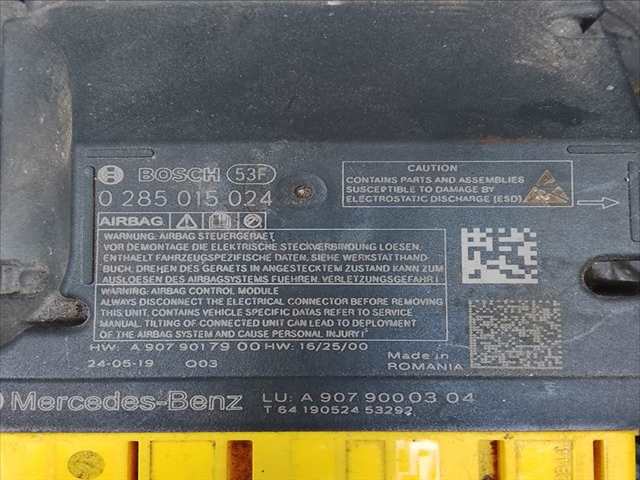 BOSCH 53F
0 285 015 024
AIRBAG
CAUTION
CONTAINS PARTS AND ASSEMBLIES
SUSCEPTIBLE TO DAMAGE BY
ELECTROSTATIC DISCHARGE (ESD)
WARNUNG: AIRBAG STEUERGERAET
VOR DEMONTAGE DIE ELEKTRISCHE STECKVERBINDUNG LOESEN.
ENTHAELT FAHRZEUGSPEZIFISCHE DATEN, SIEHE WERKSTATTHAND-
BUCH, DREHEN DES GERAETS IN ANGESTECKTEM ZUSTAND KANN ZUM
AUSLOESEN DES AIRBAGSYSTEMS FUEHREN. VERLETZUNGSGEFAHR!
WARNING: AIRBAG CONTROL MODULE
ALWAYS DISCONNECT THE ELECTRICAL CONNECTOR BEFORE REMOVING
THIS UNIT. CONTAINS VEHICLE SPECIFIC DATAS REFER TO SERVICE
MANUAL. TILTING OF CONNECTED UNIT CAN LEAD TO DEPLOYMENT
OF THE AIRBAG SYSTEM AND CAUSE PERSONAL INJURY!
HW: A 907 901 79 00 HW: 16/25/00
24-05-19 Q03
Made in
ROMANIA
Mercedes-Benz
LU: A 907 900 03 04
T 64 190524 53292